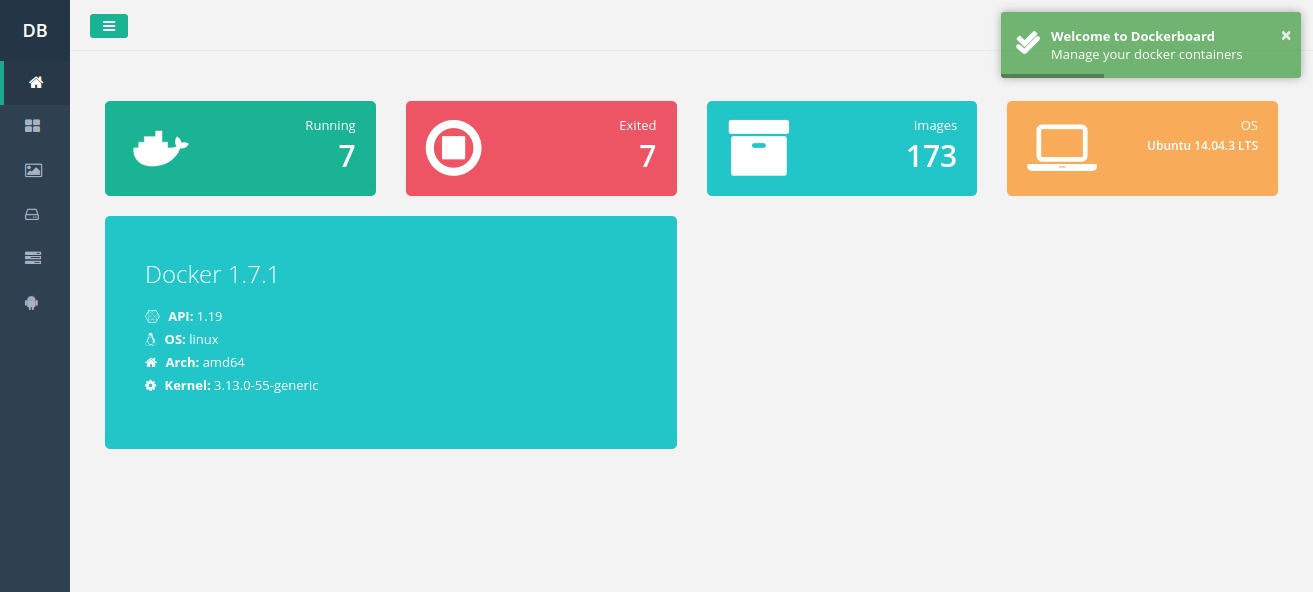 DB
Welcome to Dockerboard
Manage your docker containers
×
Running
7
Exited
7
Images
173
OS
Ubuntu 14.04.3 LTS
Docker 1.7.1
API: 1.19
OS: linux
Arch: amd64
Kernel: 3.13.0-55-generic